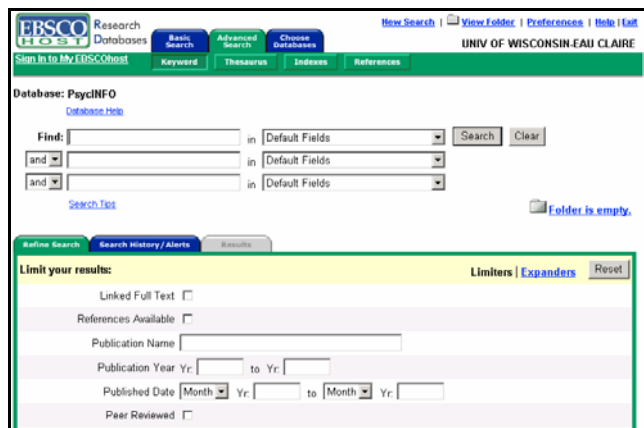 EBSCO Research
HOST Databases
Basic Search
Advanced Search
Choose Databases
New Search | View Folder | Preferences | Help | Exit
UNIV OF WISCONSIN-EAU CLAIRE
Sign In to My EBSCOhost
Keyword Thesaurus Indexes References
Database: PsycINFO
Database Help
Find: in Default Fields Search Clear
and in Default Fields
and in Default Fields
Search Tips
Folder is empty.
Refine Search Search History/Alerts Results
Limit your results: Limiters | Expanders Reset
Linked Full Text
References Available
Publication Name
Publication Year Yr: to Yr:
Published Date Month Yr: to Month Yr:
Peer Reviewed